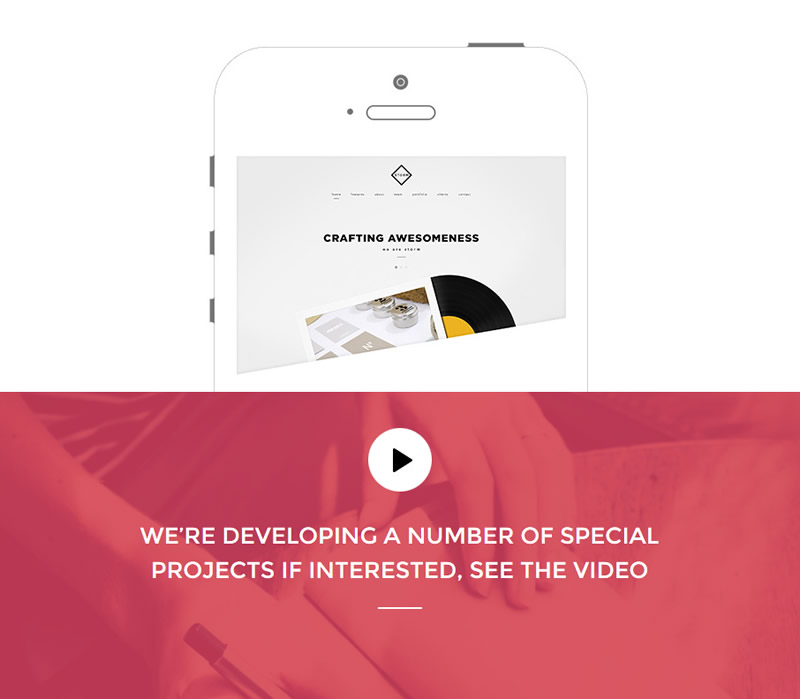 STORM
home features about team portfolio clients contact
CRAFTING AWESOMENESS
we are storm
WE’RE DEVELOPING A NUMBER OF SPECIAL
PROJECTS IF INTERESTED, SEE THE VIDEO